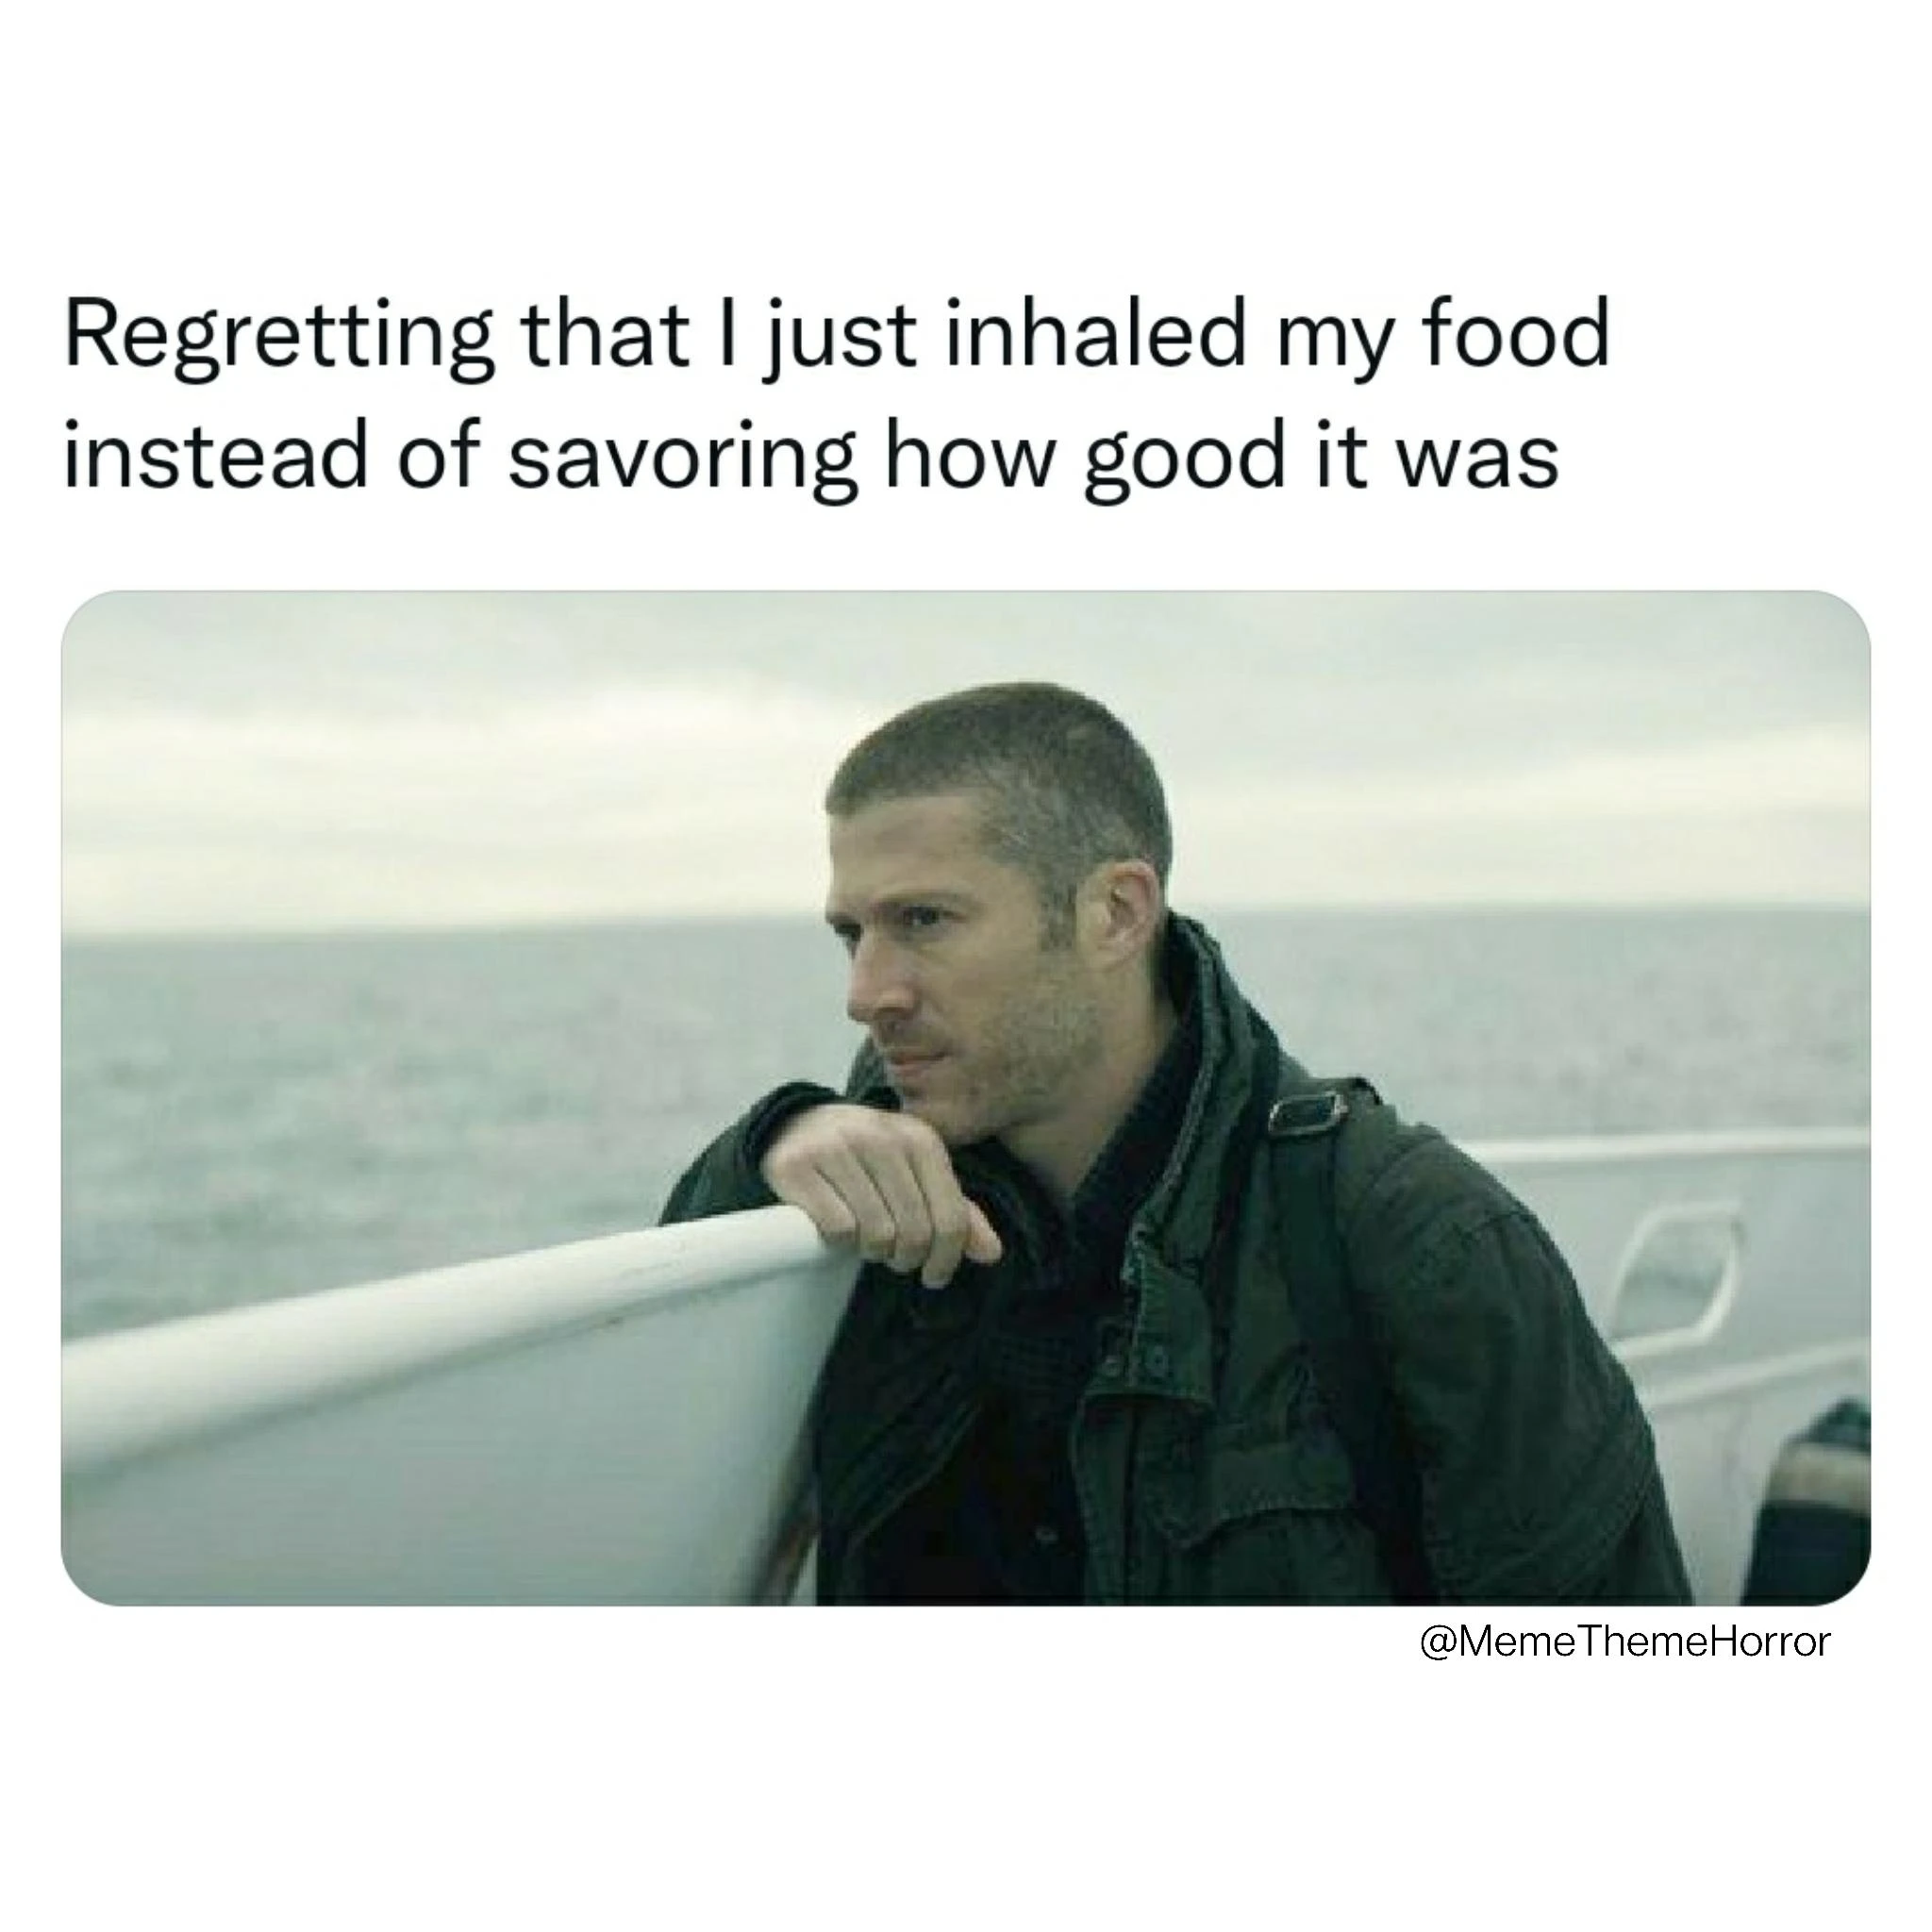 Regretting that I just inhaled my food
instead of savoring how good it was
@MemeThemeHorror